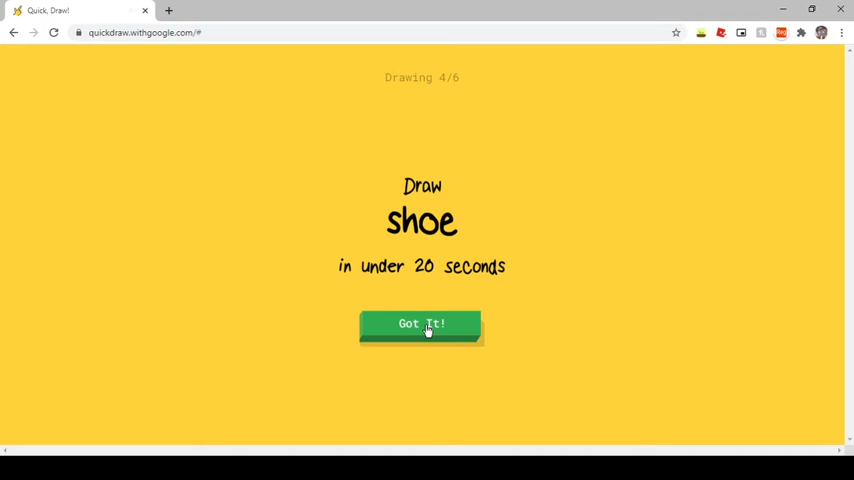 Quick, Draw!
quickdraw.withgoogle.com/#
Drawing 4/6
Draw
shoe
in under 20 seconds
Got It!